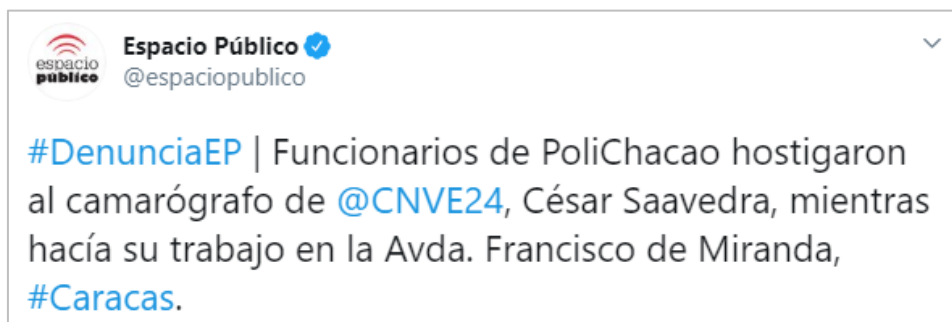 Espacio Público
espacio
público
@espaciopublico
#DenunciaEP | Funcionarios de PoliChacao hostigaron
al camarógrafo de @CNVE24, César Saavedra, mientras
hacía su trabajo en la Avda. Francisco de Miranda,
#Caracas.